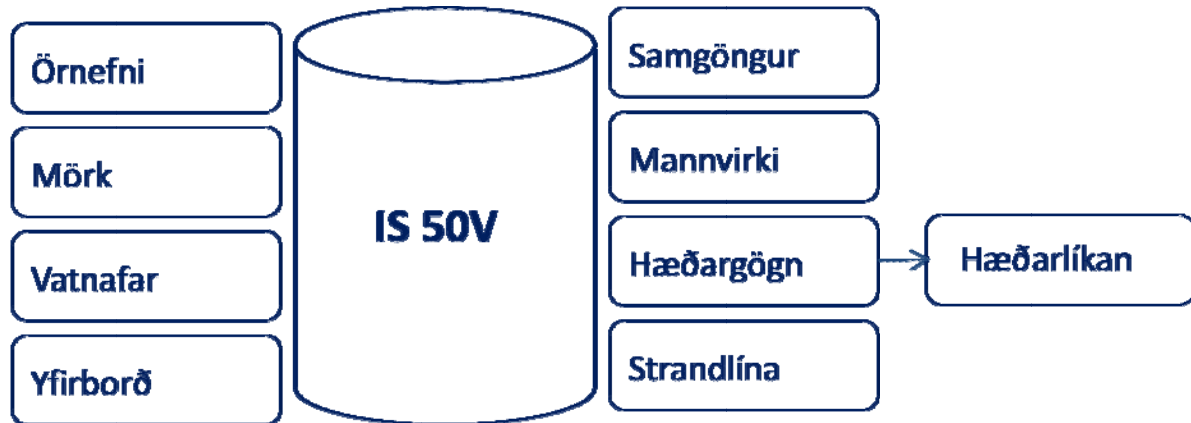 Örnefni
Mörk
Vatnafar
Yfirborð
IS 50V
Samgöngur
Mannvirki
Hæðargögn
Strandlína
Hæðarlíkan